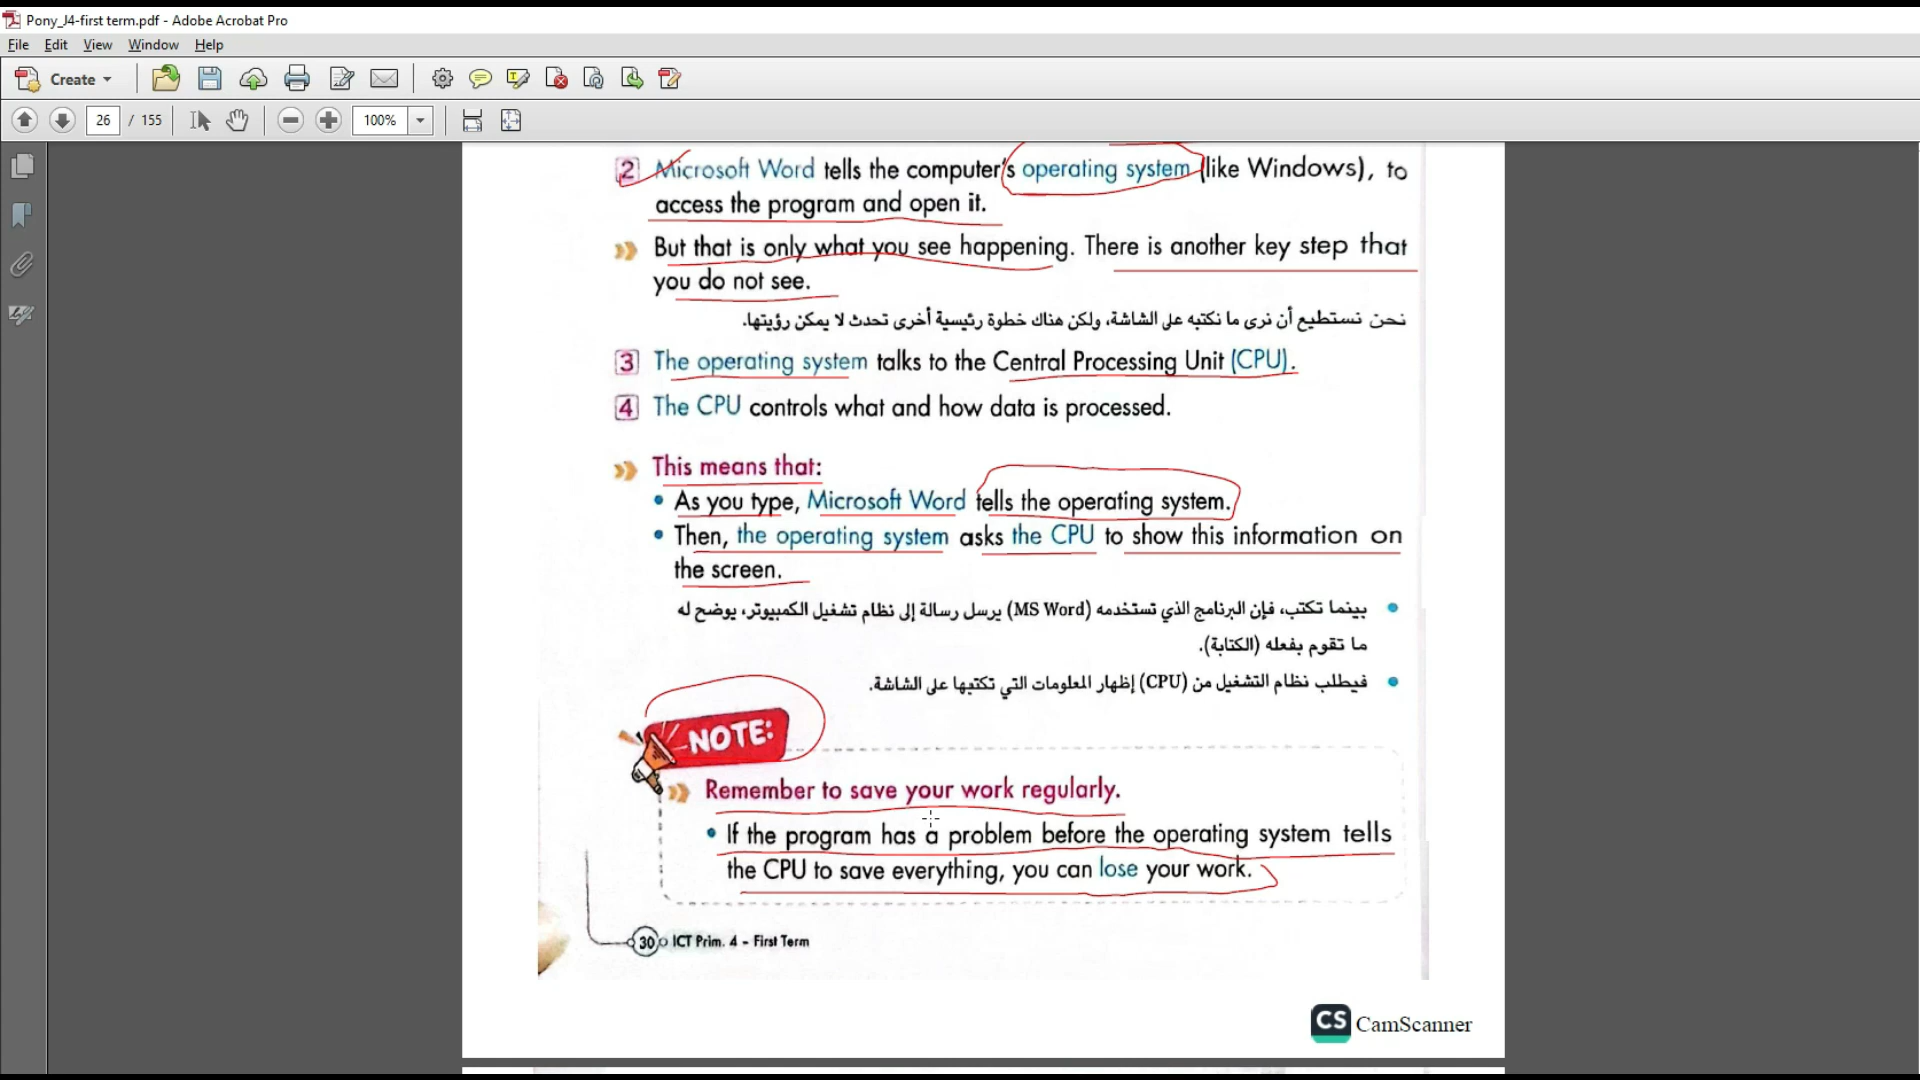 Pony_J4-first term.pdf - Adobe Acrobat Pro
File Edit View Window Help
Create
26 / 155 100%
2 Microsoft Word tells the computer's operating system (like Windows), to
access the program and open it.
But that is only what you see happening. There is another key step that
you do not see.
نحن نستطيع أن نرى ما نكتبه على الشاشة، ولكن هناك خطوة رئيسية أخرى تحدث لا يمكن رؤيتها.
3 The operating system talks to the Central Processing Unit (CPU).
4 The CPU controls what and how data is processed.
This means that:
• As you type, Microsoft Word tells the operating system.
• Then, the operating system asks the CPU to show this information on
the screen.
• بينما تكتب، فإن البرنامج الذي تستخدمه (MS Word) يرسل رسالة إلى نظام تشغيل الكمبيوتر، يوضح له
ما تقوم بفعله (الكتابة).
• فيطلب نظام التشغيل من (CPU) إظهار المعلومات التي تكتبها على الشاشة.
NOTE:
Remember to save your work regularly.
• If the program has a problem before the operating system tells
the CPU to save everything, you can lose your work.
30 ICT Prim. 4 - First Term
CS CamScanner